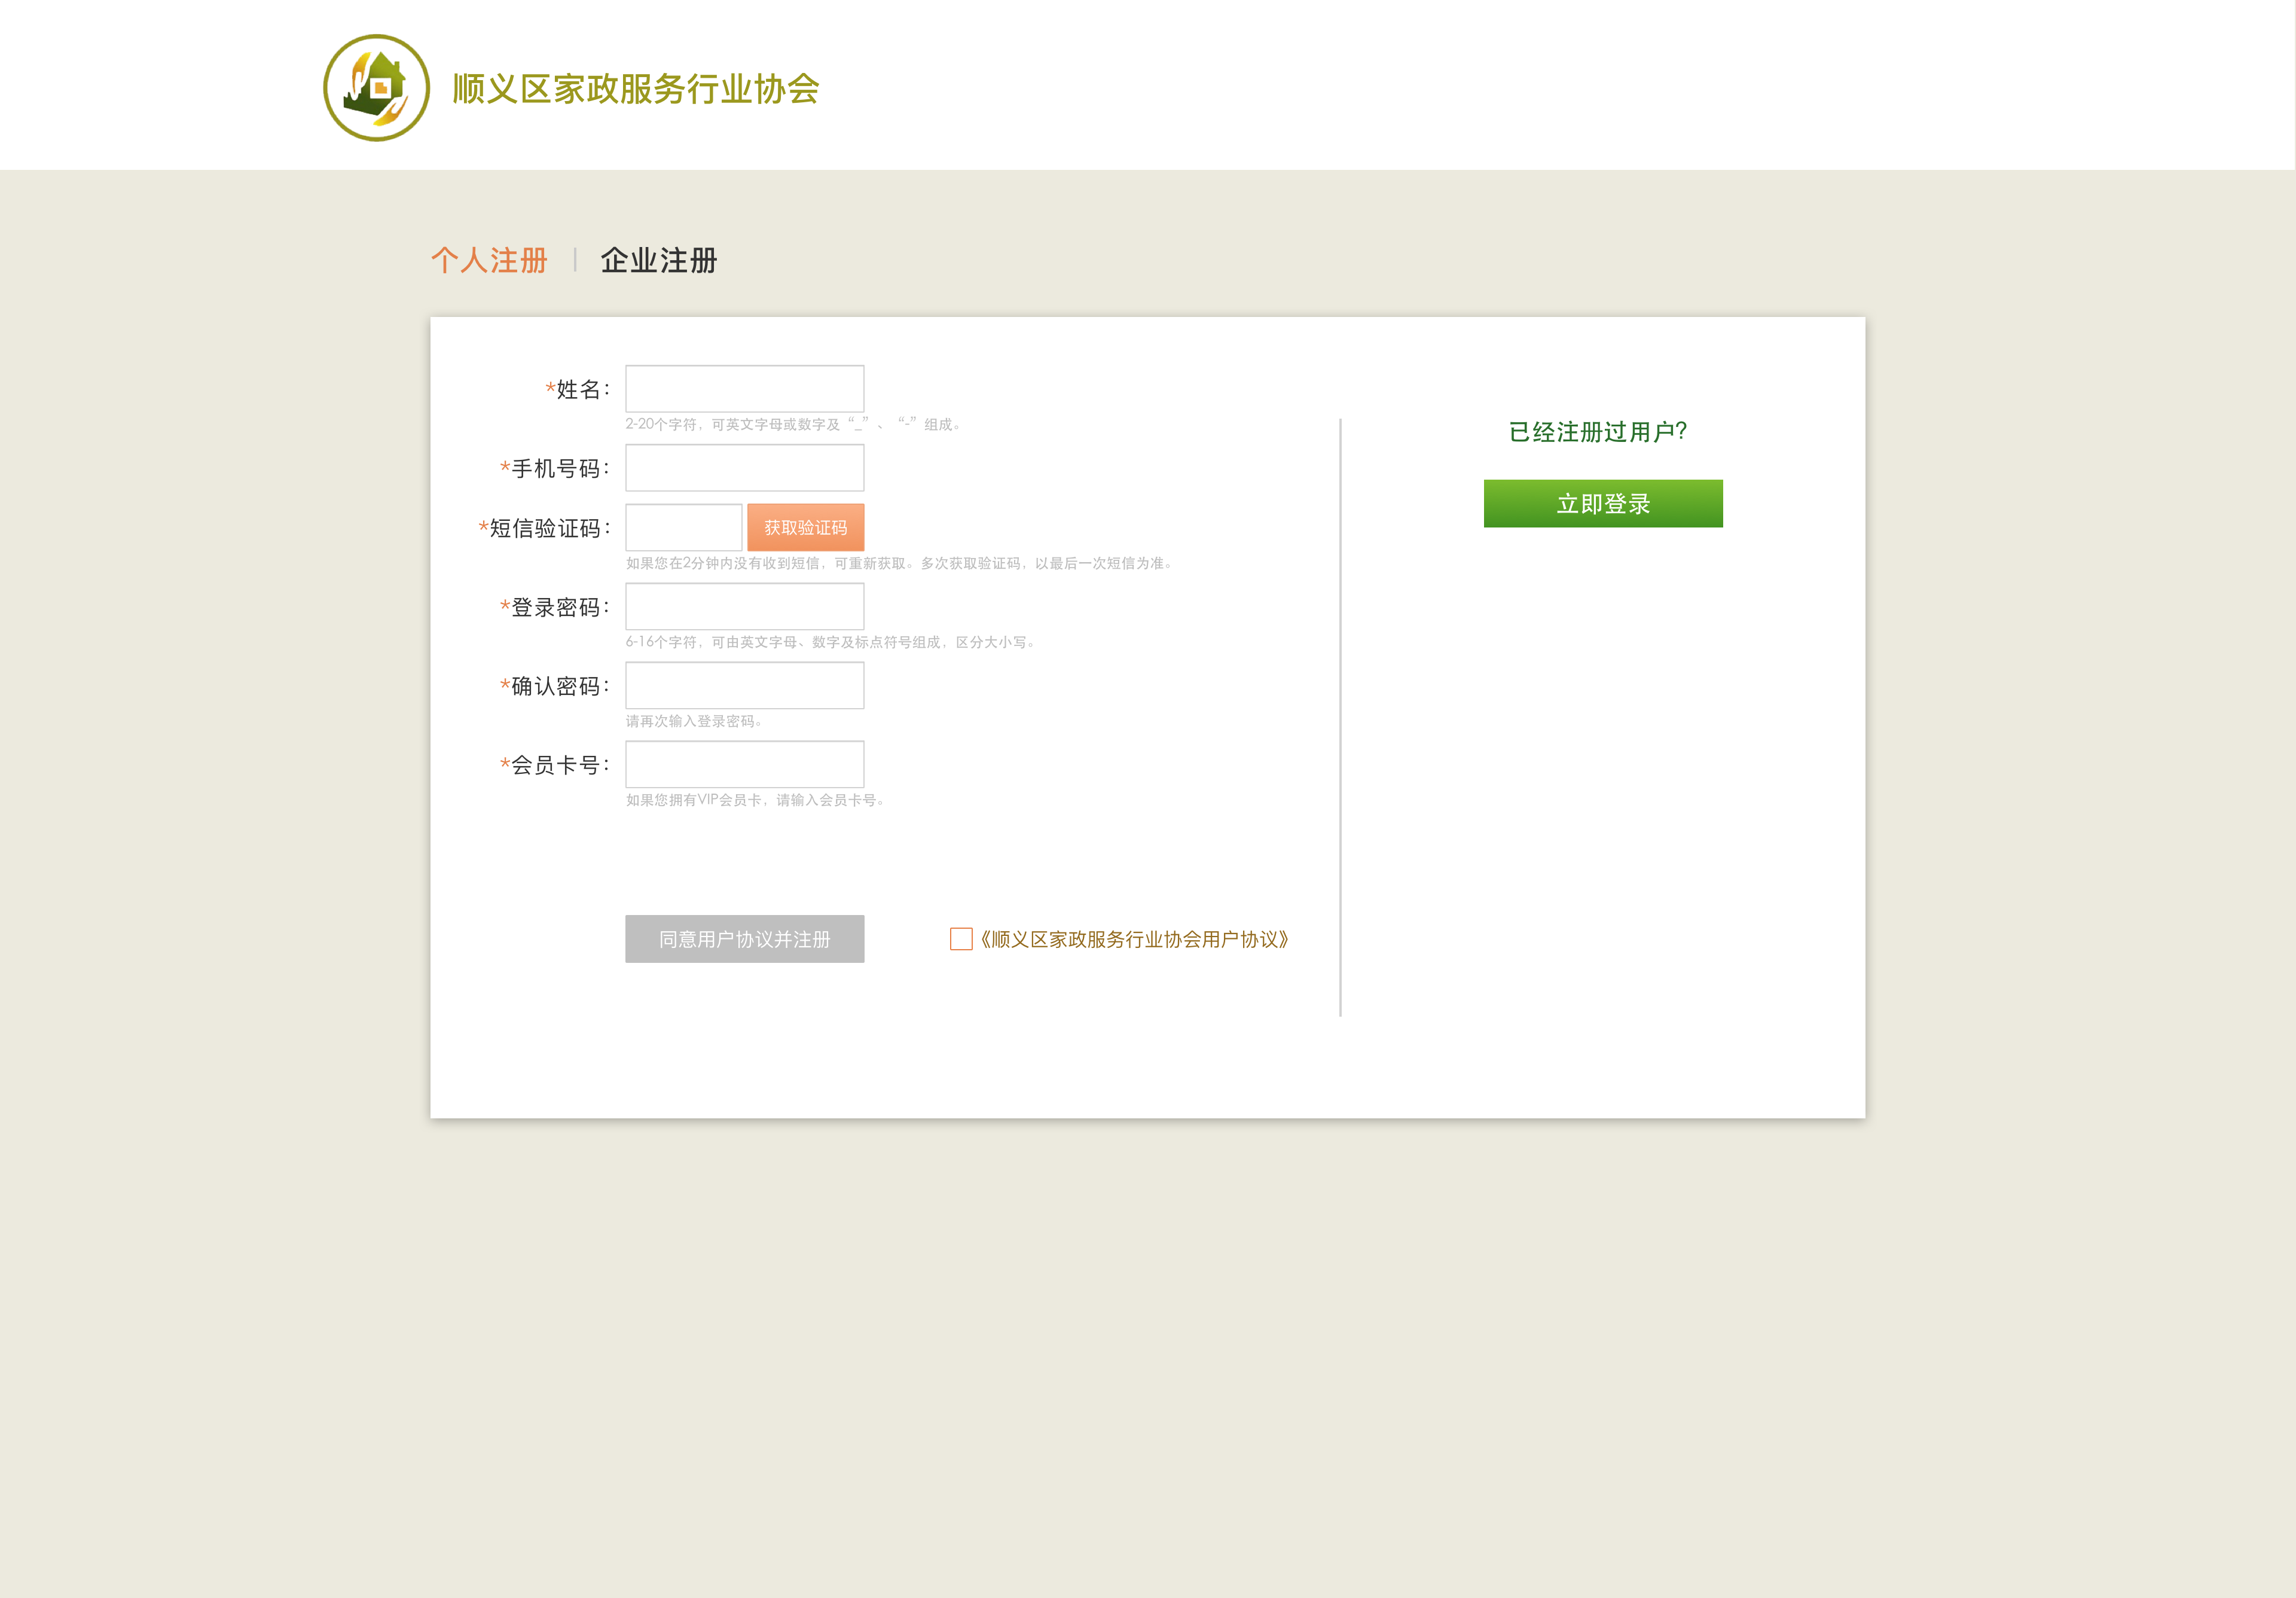 顺义区家政服务行业协会
个人注册 | 企业注册
*姓名：
2-20个字符，可英文字母或数字及“_”、“-”组成。
*手机号码：
*短信验证码： 获取验证码
如果您在2分钟内没有收到短信，可重新获取。多次获取验证码，以最后一次短信为准。
*登录密码：
6-16个字符，可由英文字母、数字及标点符号组成，区分大小写。
*确认密码：
请再次输入登录密码。
*会员卡号：
如果您拥有VIP会员卡，请输入会员卡号。
同意用户协议并注册 《顺义区家政服务行业协会用户协议》
已经注册过用户？
立即登录